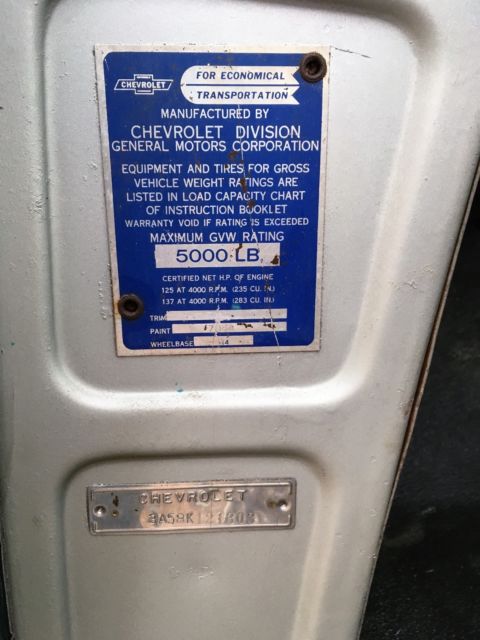 CHEVROLET
FOR ECONOMICAL
TRANSPORTATION
MANUFACTURED BY
CHEVROLET DIVISION
GENERAL MOTORS CORPORATION
EQUIPMENT AND TIRES FOR GROSS
VEHICLE WEIGHT RATINGS ARE
LISTED IN LOAD CAPACITY CHART
OF INSTRUCTION BOOKLET
WARRANTY VOID IF RATING IS EXCEEDED
MAXIMUM GVW RATING
5000 LB
CERTIFIED NET H.P. OF ENGINE
125 AT 4000 R.P.M. (235 CU. IN.)
137 AT 4000 R.P.M. (283 CU. IN.)
TRIM
PAINT
WHEELBASE
CHEVROLET